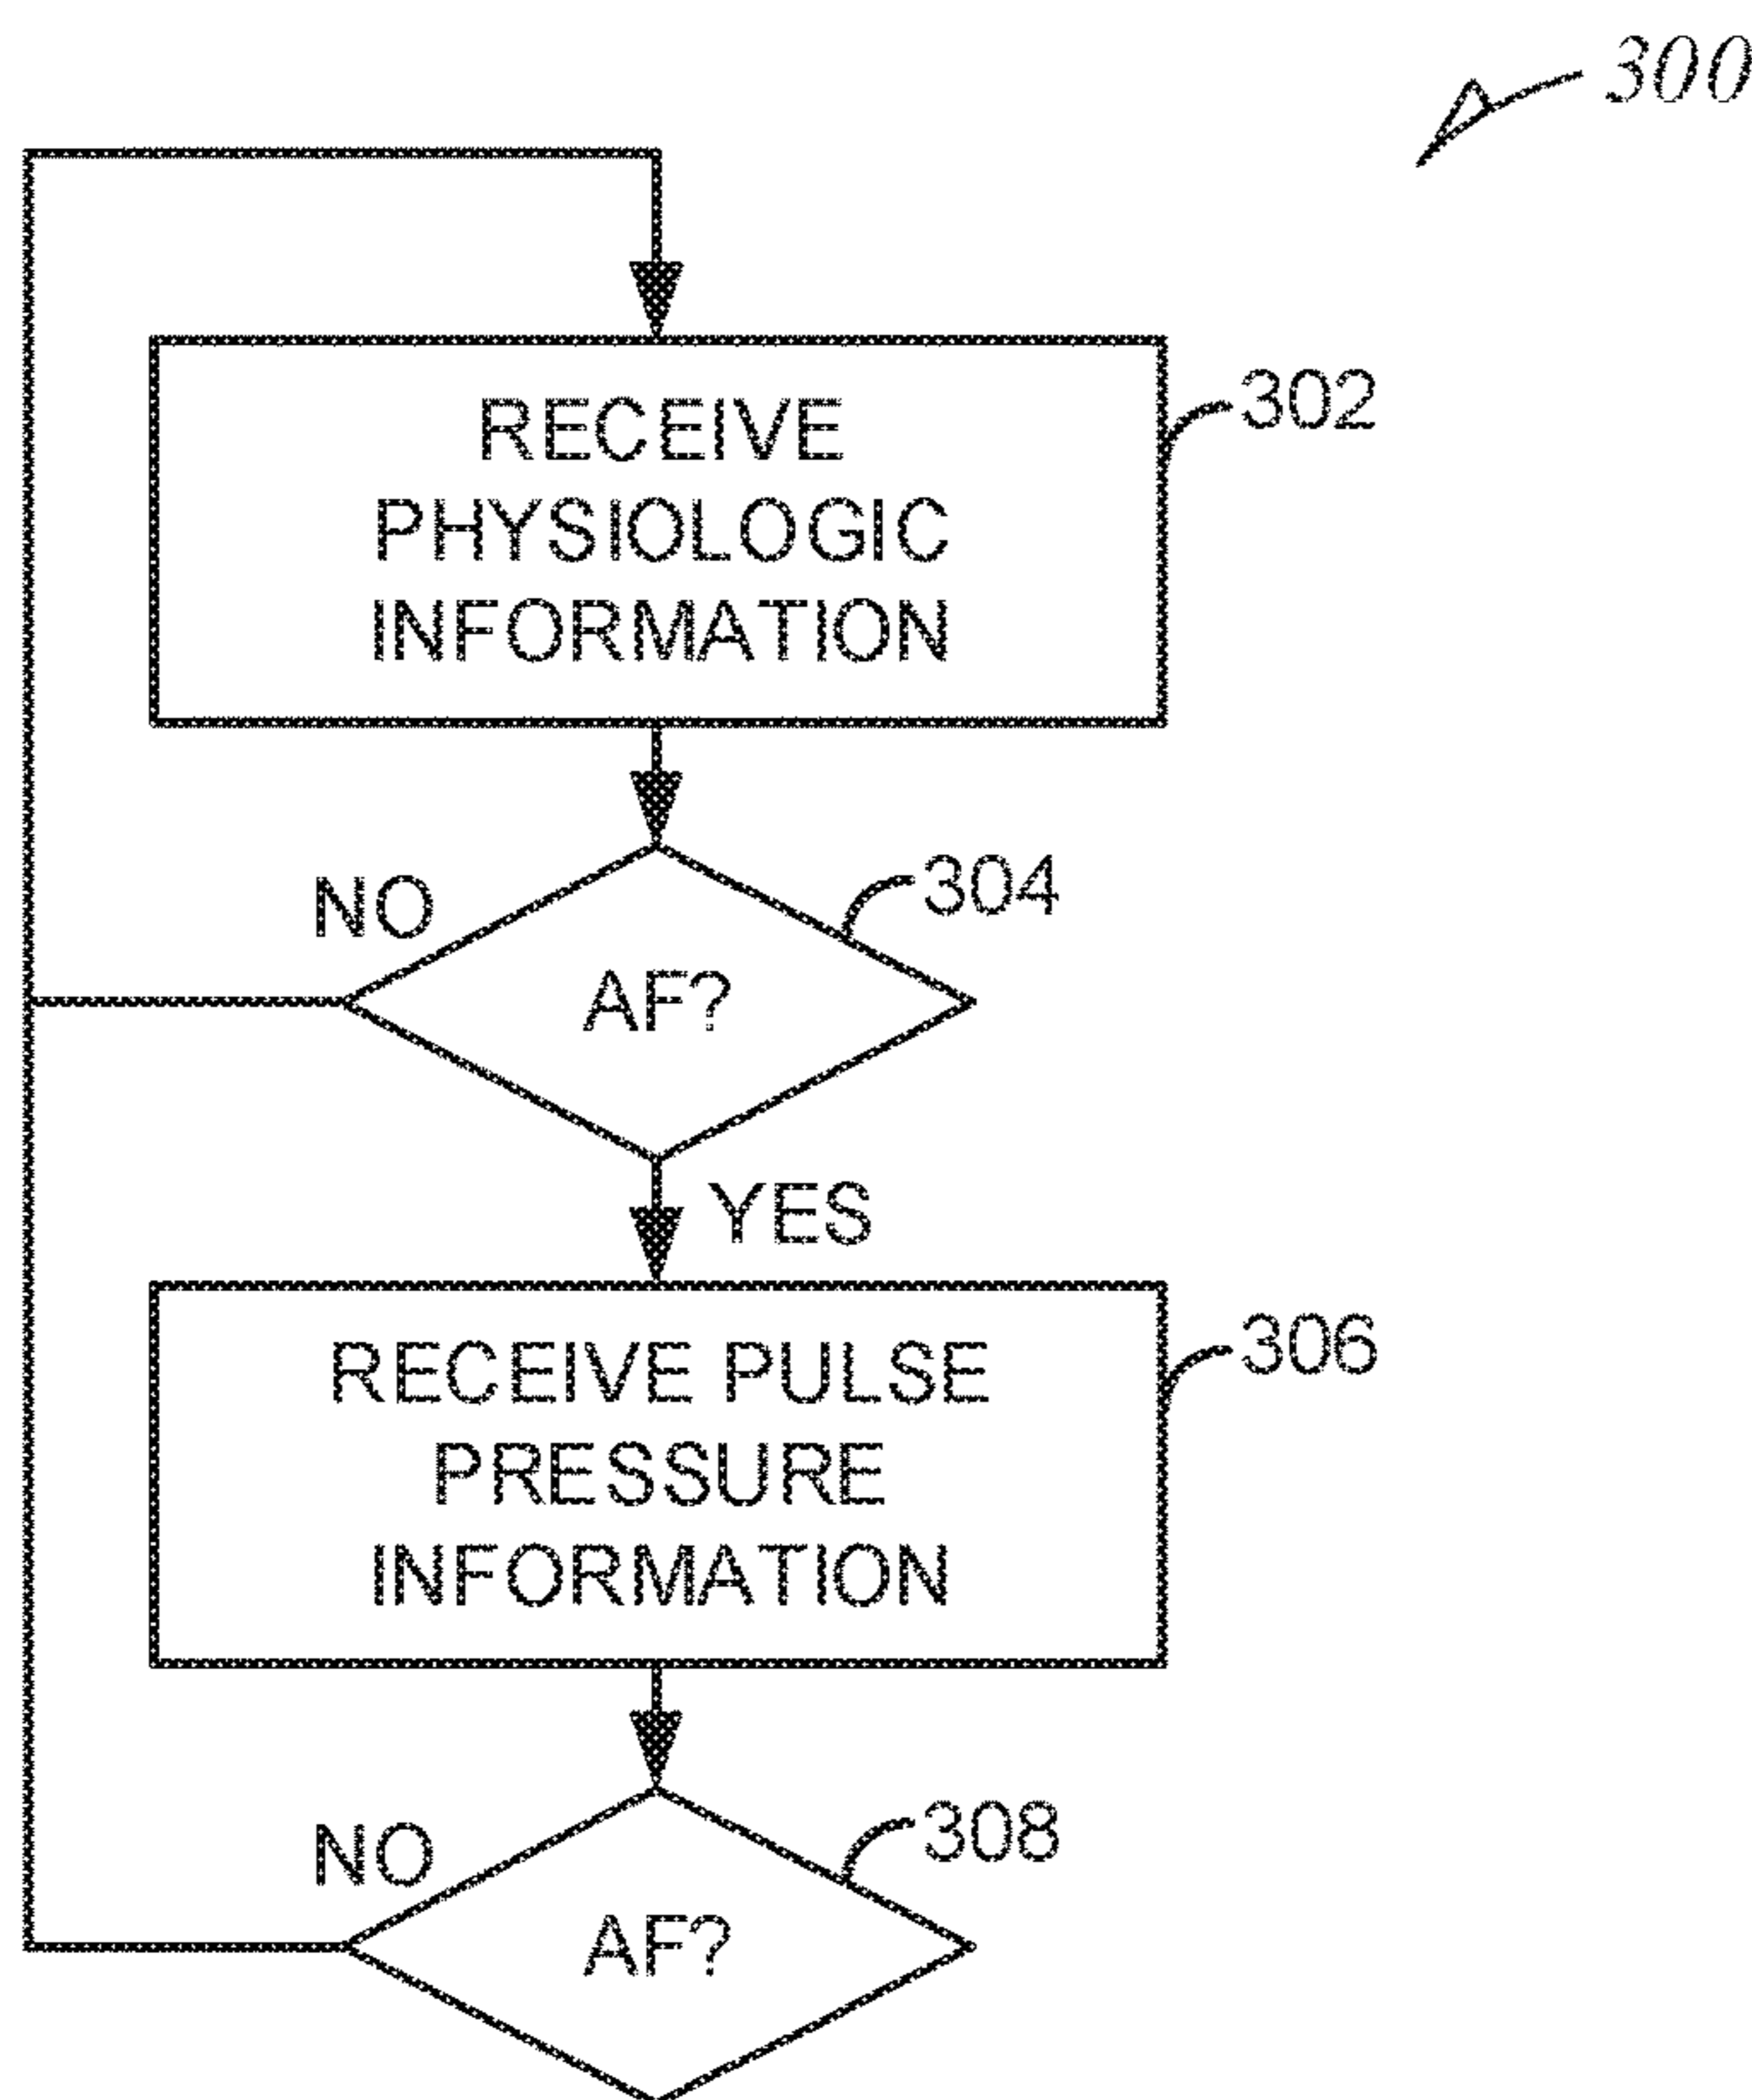 300
RECEIVE
PHYSIOLOGIC
INFORMATION
302
NO
304
AF?
YES
RECEIVE PULSE
PRESSURE
INFORMATION
306
NO
308
AF?